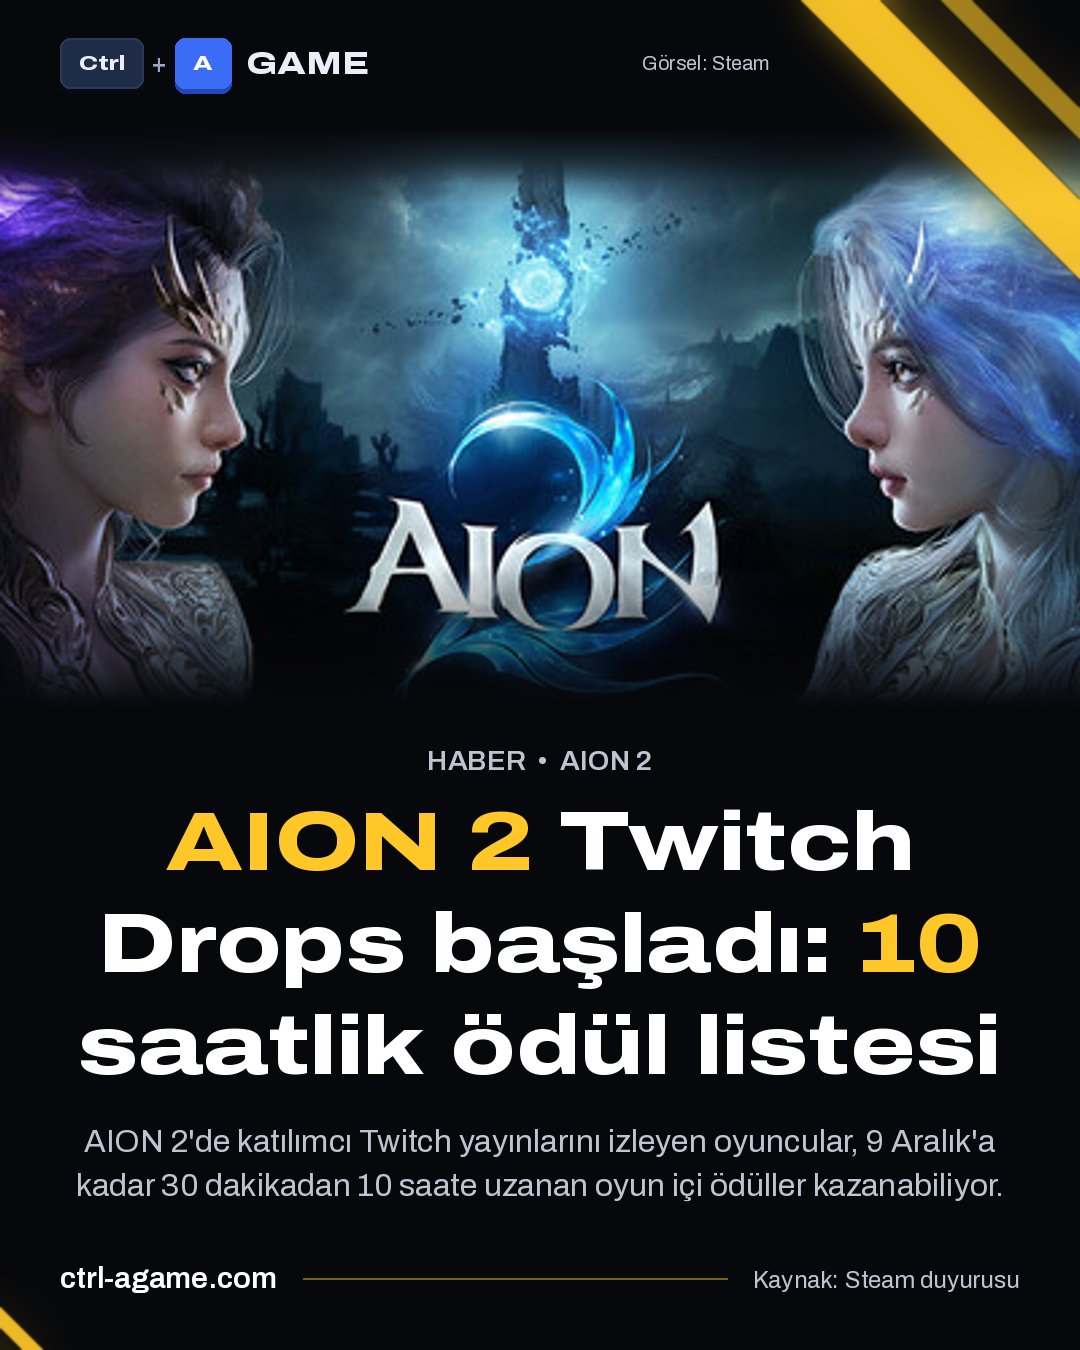 Ctrl + A GAME
Görsel: Steam
2
AION
HABER • AION 2
AION 2 Twitch
Drops başladı: 10
saatlik ödül listesi
AION 2'de katılımcı Twitch yayınlarını izleyen oyuncular, 9 Aralık'a
kadar 30 dakikadan 10 saate uzanan oyun içi ödüller kazanabiliyor.
ctrl-agame.com
Kaynak: Steam duyurusu